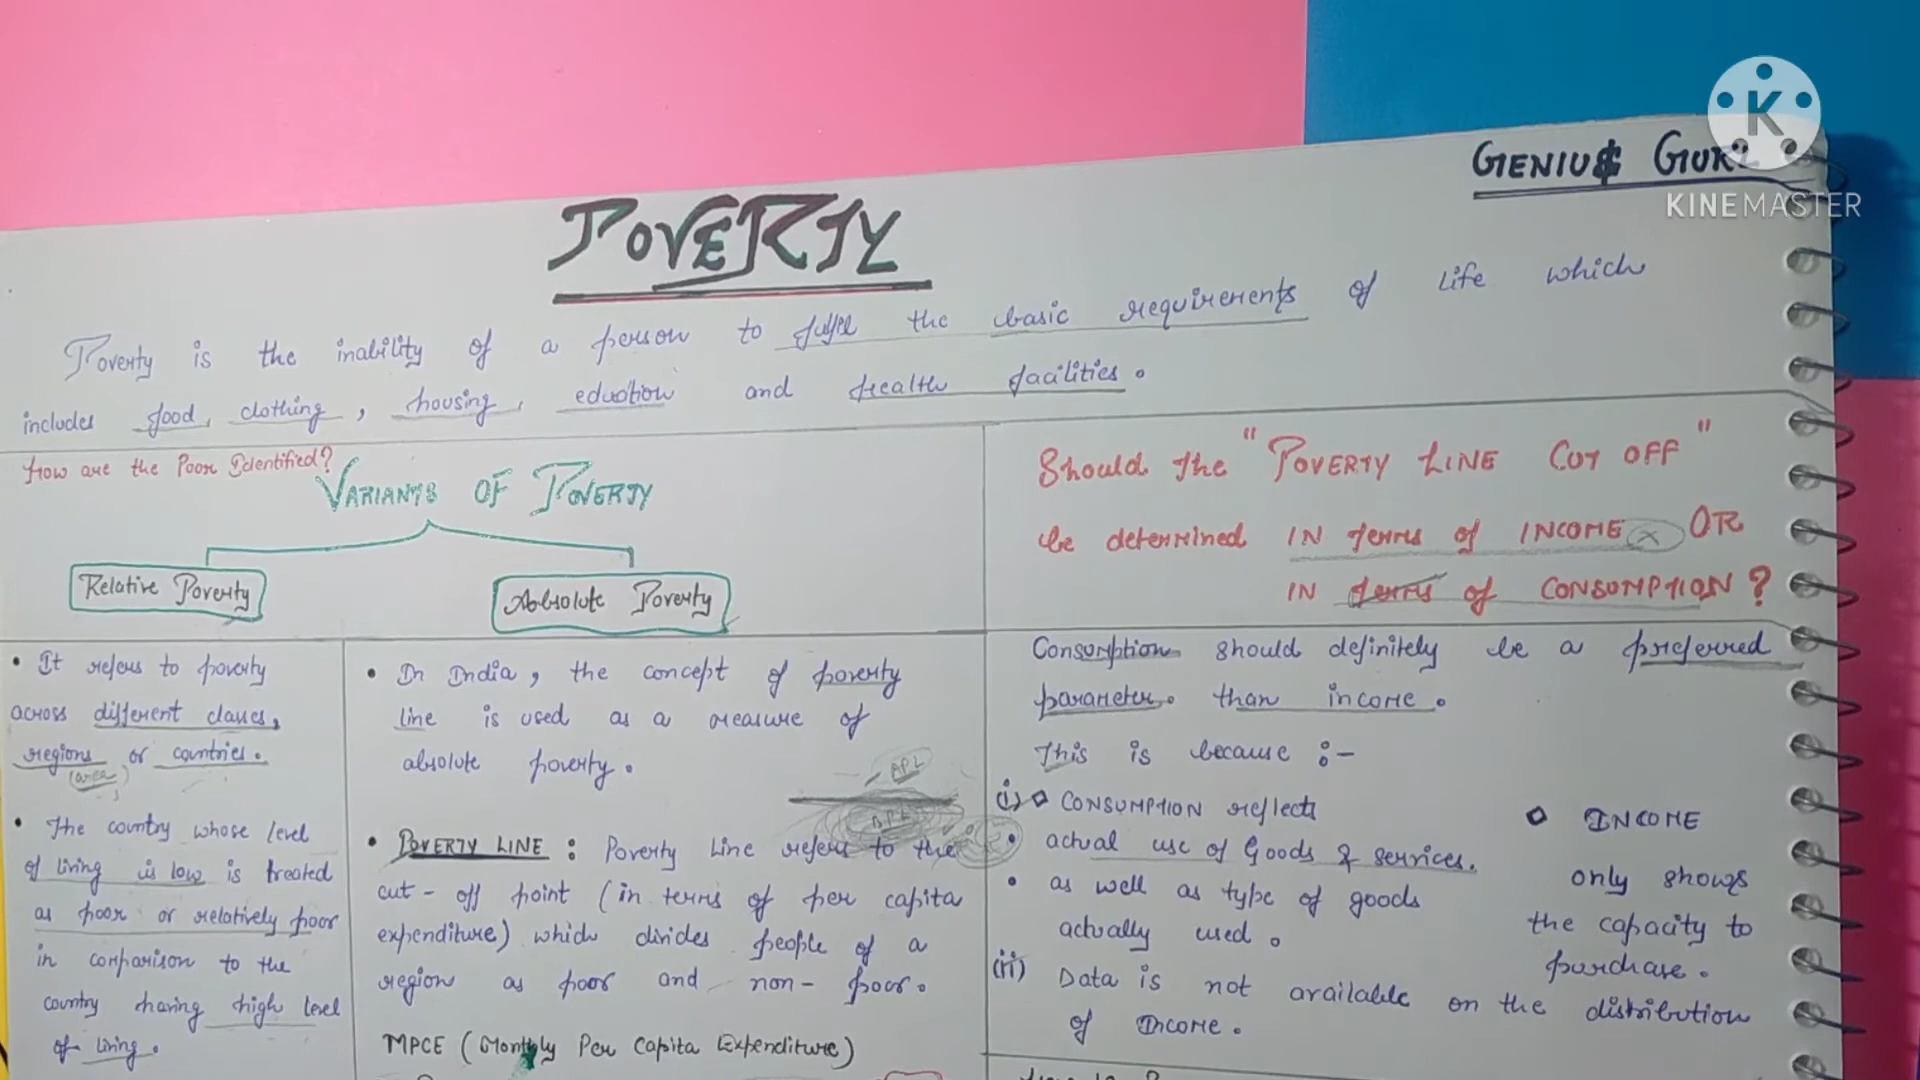 GENIU$ GUR
K
KINEMASTER
POVERTY
Poverty is the inability of a person to fulfil the basic requirements of life which
includes food, clothing, housing, eduation and health facilities.
How are the Poor Identified?
VARIANTS OF POVERTY
Relative Poverty
Absolute Poverty
• It refers to poverty
across different classes,
regions or countries.
(area)
• The country whose level
of living is low is treated
as poor or relatively poor
in comparison to the
country having high level
of living.
• In India, the concept of poverty
line is used as a measure of
absolute poverty.
APL
BPL
• POVERTY LINE : Poverty Line refers to the
cut-off point (in terms of per capita
expenditure) which divides people of a
region as poor and non-poor.
MPCE (Monthly Per Capita Expenditure)
Should the "POVERTY LINE CUT OFF"
be determined IN terms of INCOME x OR
IN terms of CONSUMPTION?
Consumption should definitely be a preferred
parameter. than income.
This is because :-
(i) CONSUMPTION reflects
• actual use of Goods & services.
• as well as type of goods
actually used.
INCOME
only shows
the capacity to
purchase.
(ii) Data is not available on the distribution
of Income.